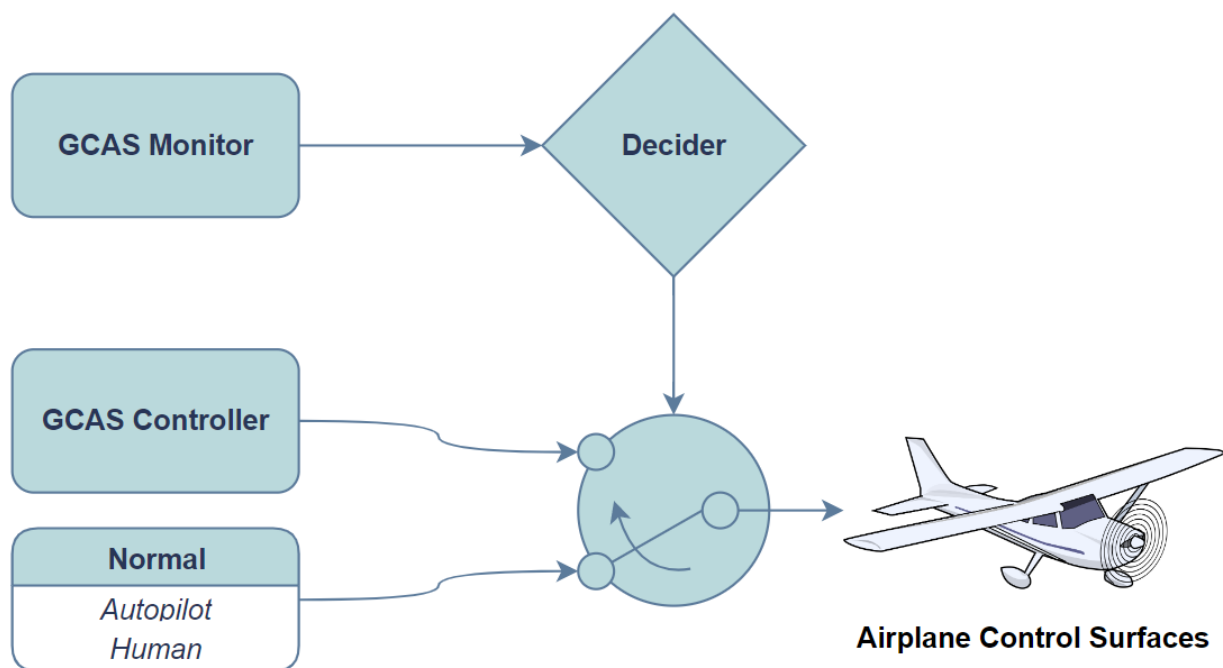 GCAS Monitor
Decider
GCAS Controller
Normal
Autopilot
Human
Airplane Control Surfaces